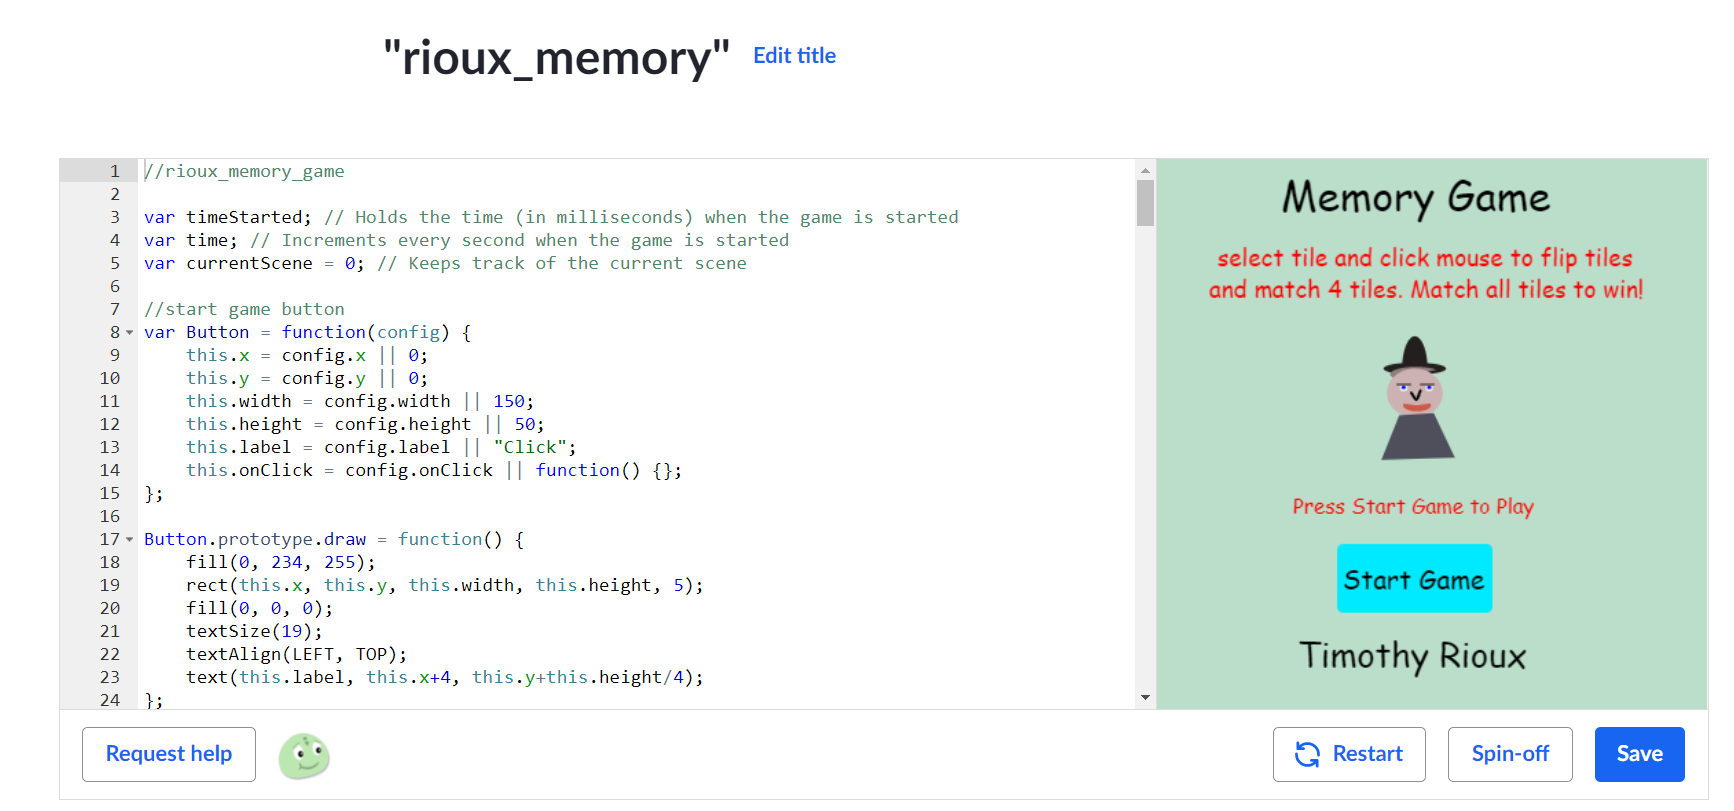 "rioux_memory" Edit title
1 //rioux_memory_game
2
3 var timeStarted; // Holds the time (in milliseconds) when the game is started
4 var time; // Increments every second when the game is started
5 var currentScene = 0; // Keeps track of the current scene
6
7 //start game button
8 var Button = function(config) {
9 this.x = config.x || 0;
10 this.y = config.y || 0;
11 this.width = config.width || 150;
12 this.height = config.height || 50;
13 this.label = config.label || "Click";
14 this.onClick = config.onClick || function() {};
15 };
16
17 Button.prototype.draw = function() {
18 fill(0, 234, 255);
19 rect(this.x, this.y, this.width, this.height, 5);
20 fill(0, 0, 0);
21 textSize(19);
22 textAlign(LEFT, TOP);
23 text(this.label, this.x+4, this.y+this.height/4);
24 };
Memory Game
select tile and click mouse to flip tiles
and match 4 tiles. Match all tiles to win!
Press Start Game to Play
Start Game
Timothy Rioux
Request help
Restart
Spin-off
Save